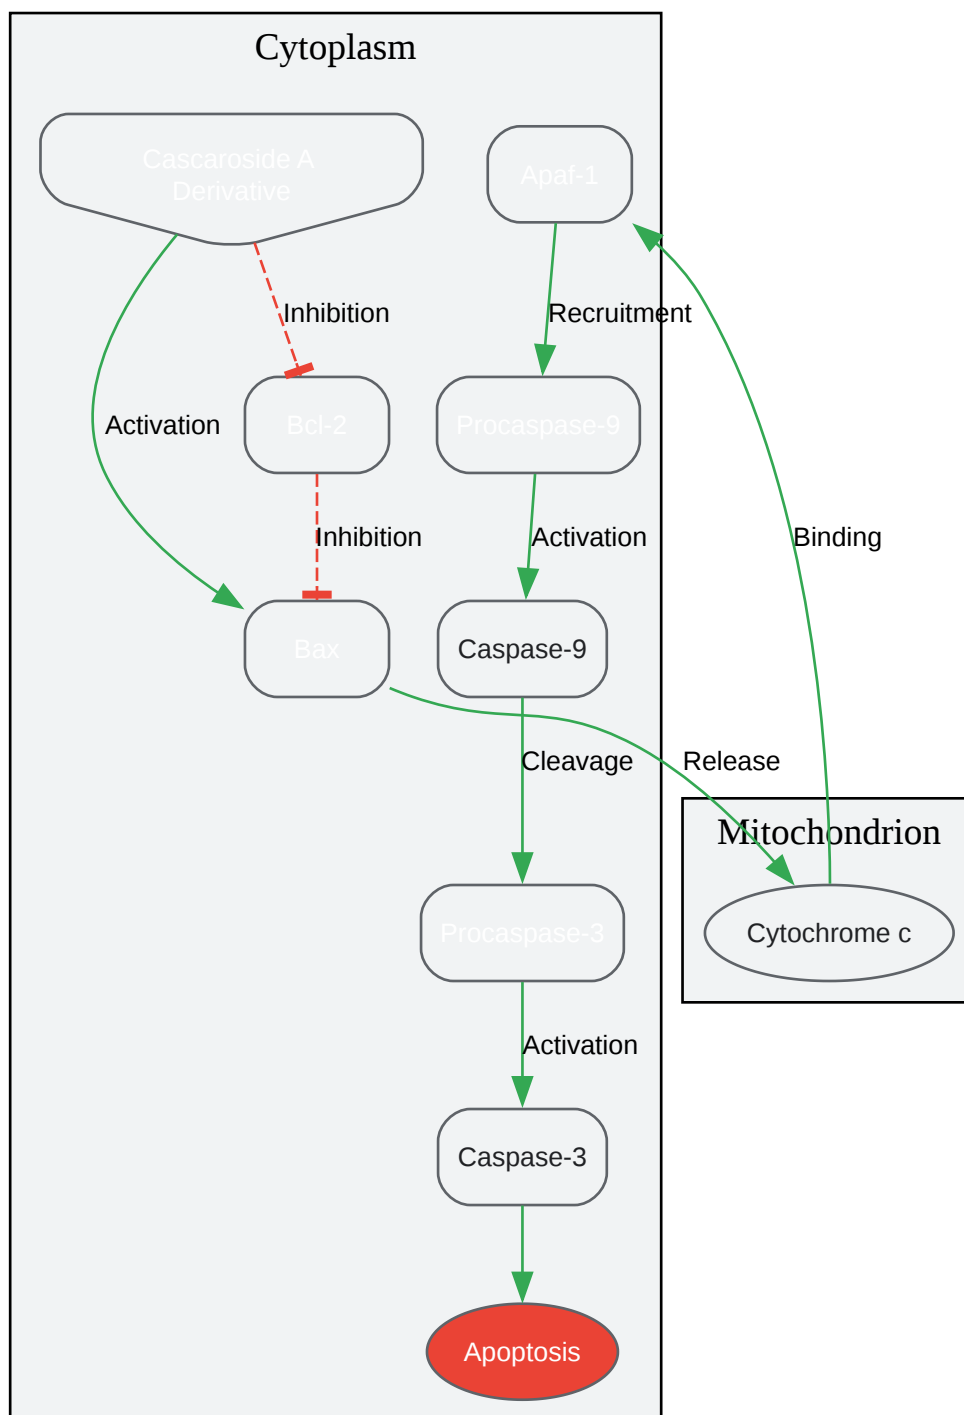 Cytoplasm
Cascaroside A
Derivative
Apaf-1
Inhibition
Recruitment
Activation
Bcl-2
Procaspase-9
Inhibition
Activation
Binding
Bax
Caspase-9
Cleavage
Release
Mitochondrion
Procaspase-3
Cytochrome c
Activation
Caspase-3
Apoptosis